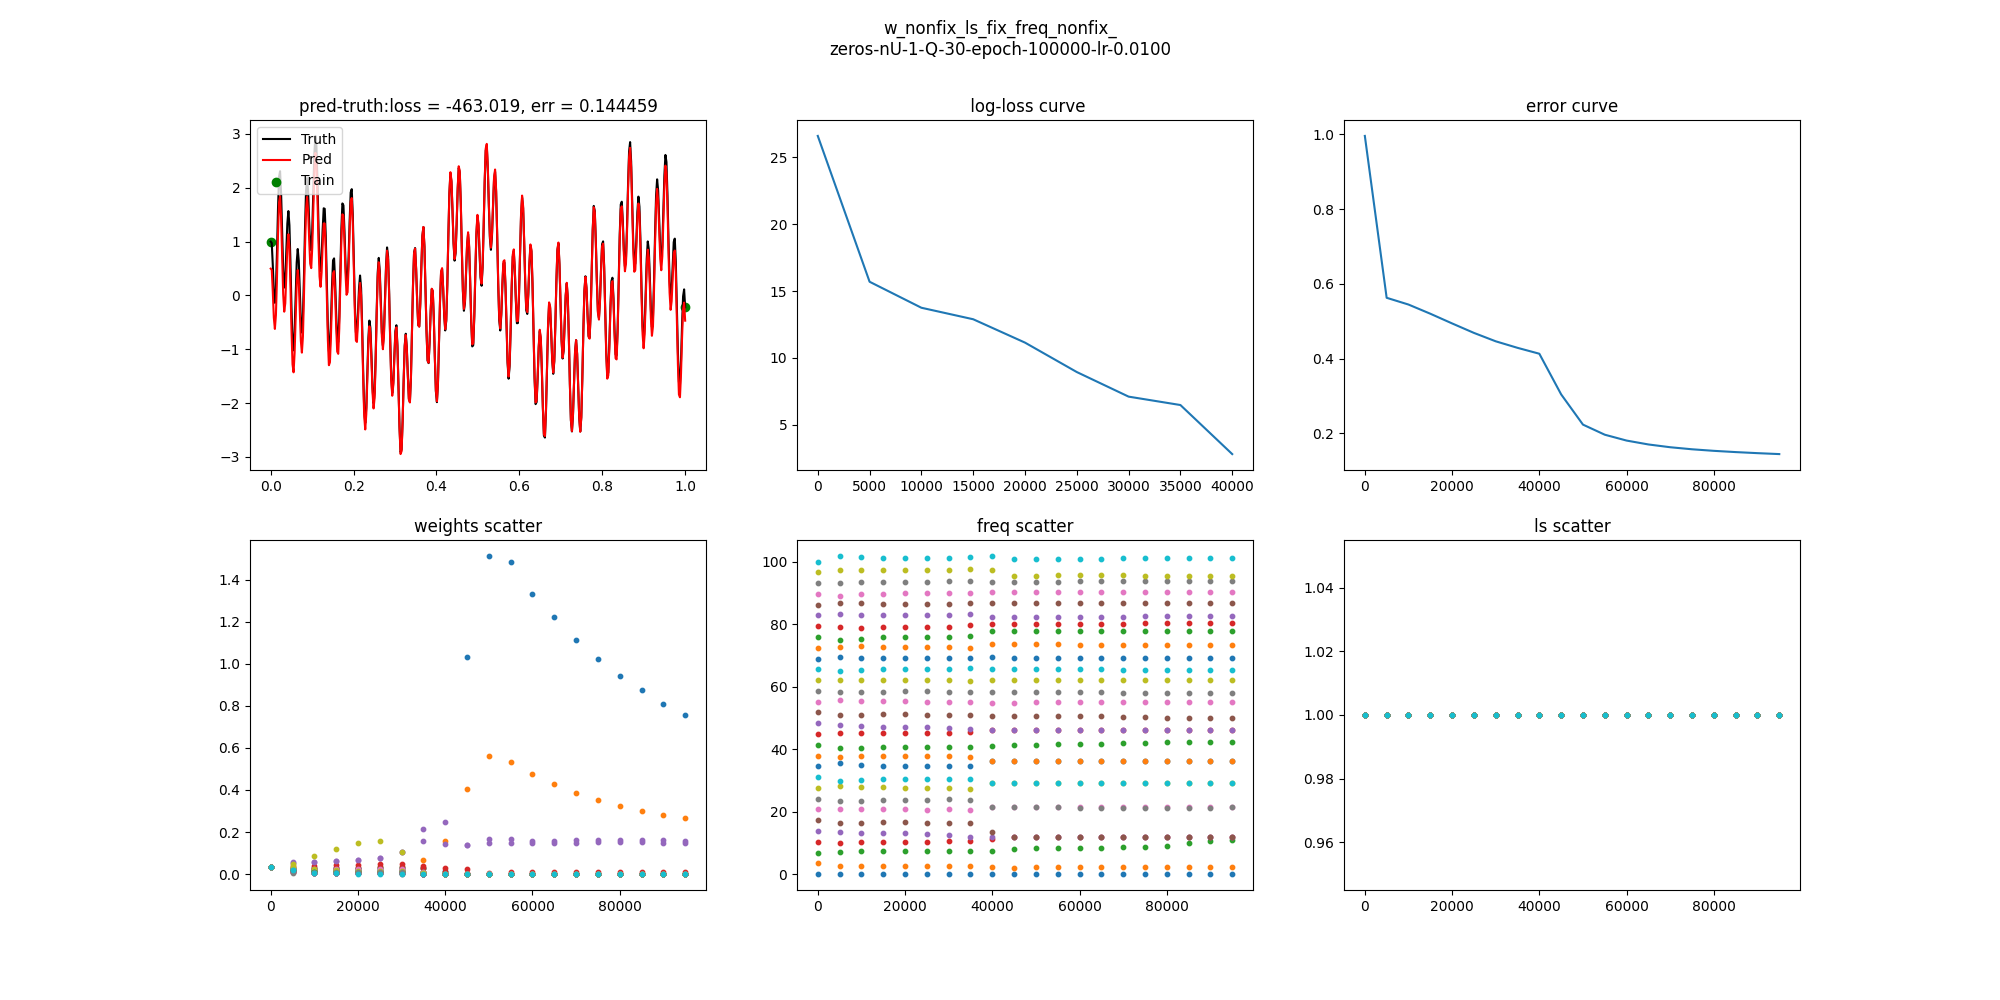 w_nonfix_ls_fix_freq_nonfix_
zeros-nU-1-Q-30-epoch-100000-lr-0.0100
pred-truth:loss = -463.019, err = 0.144459
3
2
1
0
−1
−2
−3
Truth
Pred
Train
0.0 0.2 0.4 0.6 0.8 1.0
log-loss curve
25
20
15
10
5
0 5000 10000 15000 20000 25000 30000 35000 40000
error curve
1.0
0.8
0.6
0.4
0.2
0 20000 40000 60000 80000
weights scatter
1.4
1.2
1.0
0.8
0.6
0.4
0.2
0.0
0 20000 40000 60000 80000
freq scatter
100
80
60
40
20
0
0 20000 40000 60000 80000
ls scatter
1.04
1.02
1.00
0.98
0.96
0 20000 40000 60000 80000